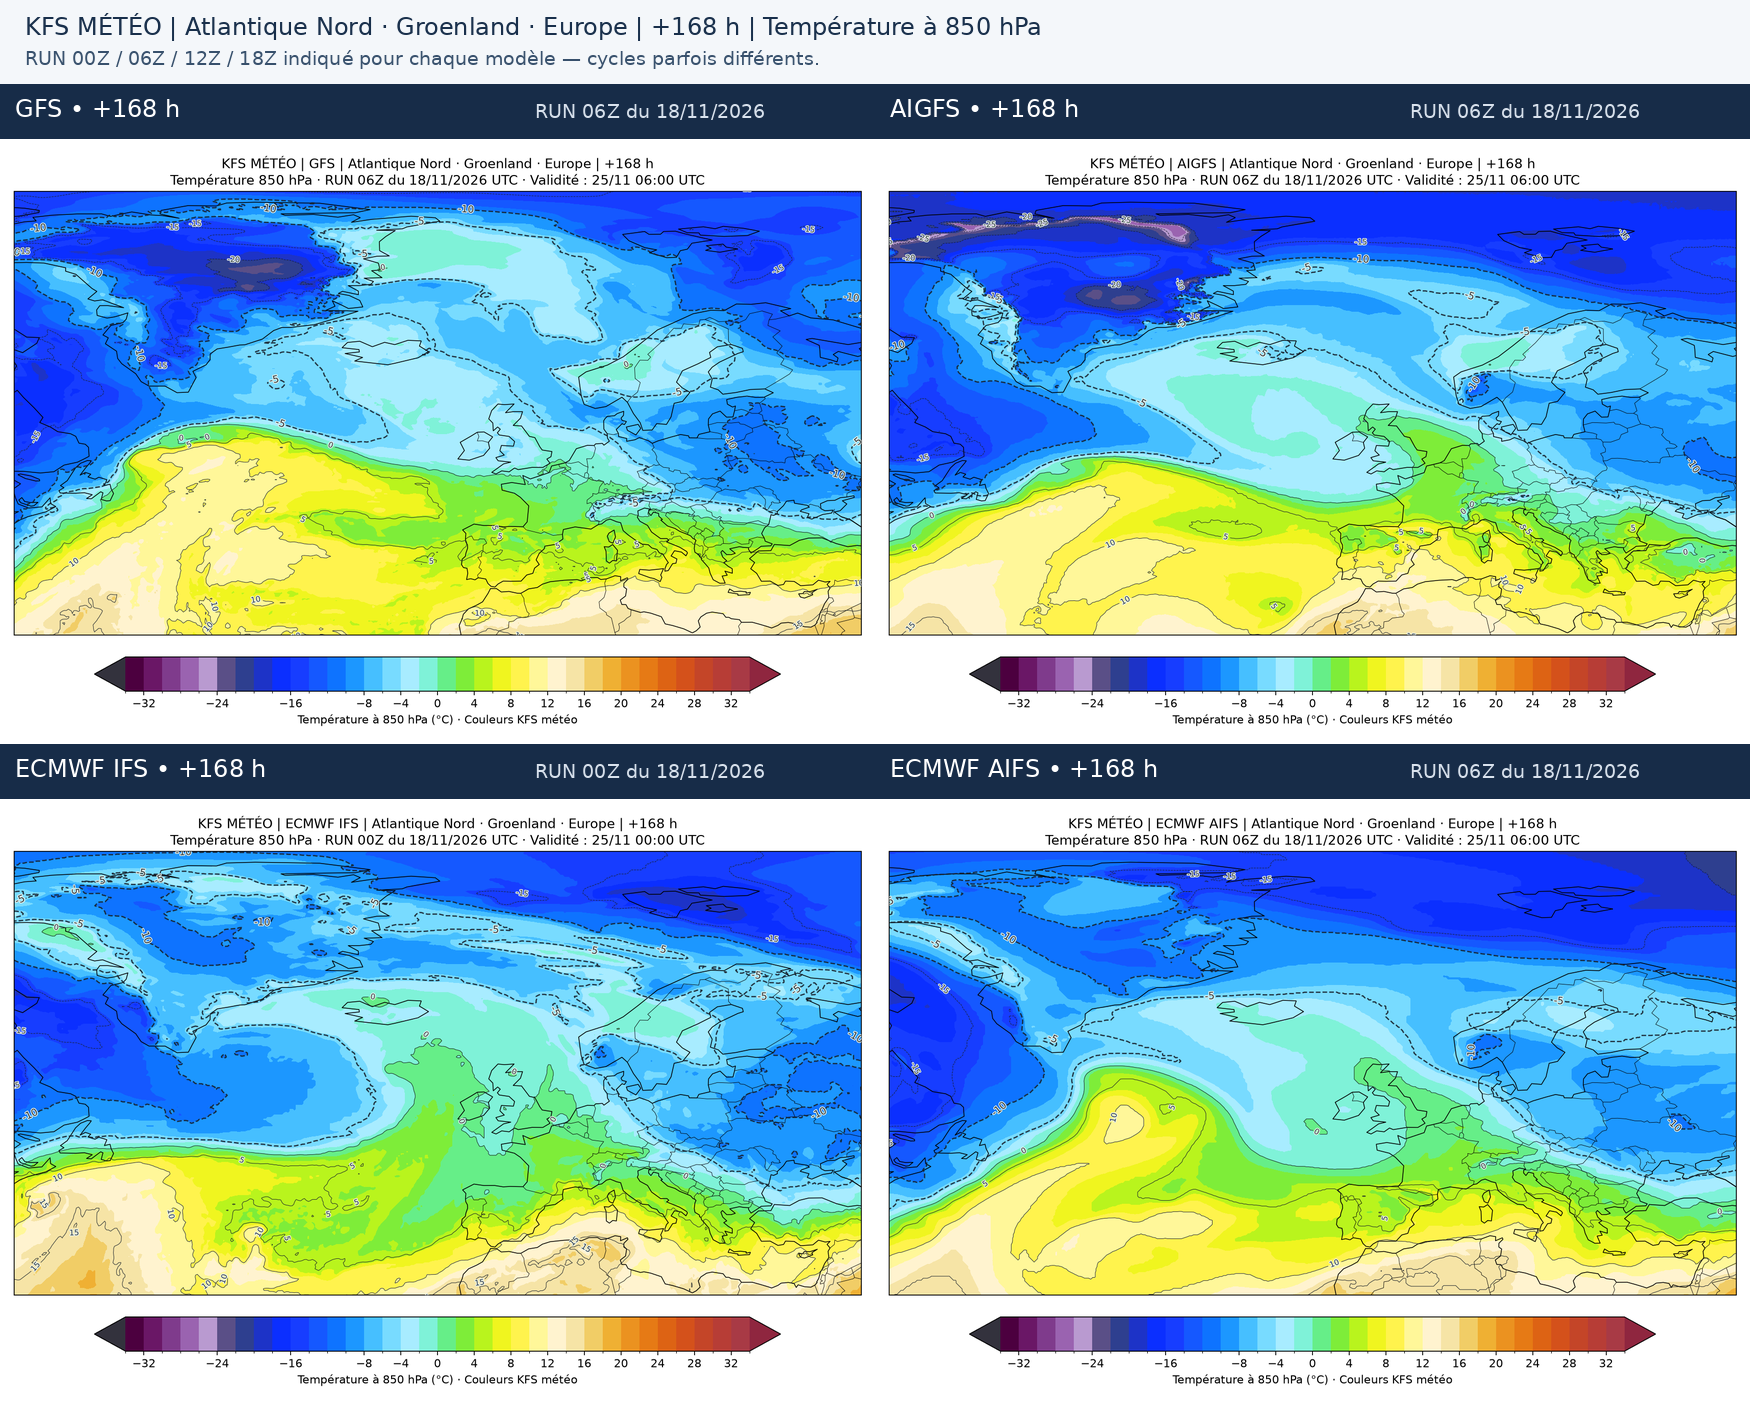 KFS MÉTÉO | Atlantique Nord · Groenland · Europe | +168 h | Température à 850 hPa
RUN 00Z / 06Z / 12Z / 18Z indiqué pour chaque modèle — cycles parfois différents.
GFS • +168 h
RUN 06Z du 18/11/2026
AIGFS • +168 h
RUN 06Z du 18/11/2026
KFS MÉTÉO | GFS | Atlantique Nord · Groenland · Europe | +168 h
Température 850 hPa · RUN 06Z du 18/11/2026 UTC · Validité : 25/11 06:00 UTC
KFS MÉTÉO | AIGFS | Atlantique Nord · Groenland · Europe | +168 h
Température 850 hPa · RUN 06Z du 18/11/2026 UTC · Validité : 25/11 06:00 UTC
−32 −24 −16 −8 −4 0 4 8 12 16 20 24 28 32
Température à 850 hPa (°C) · Couleurs KFS météo
−32 −24 −16 −8 −4 0 4 8 12 16 20 24 28 32
Température à 850 hPa (°C) · Couleurs KFS météo
ECMWF IFS • +168 h
RUN 00Z du 18/11/2026
ECMWF AIFS • +168 h
RUN 06Z du 18/11/2026
KFS MÉTÉO | ECMWF IFS | Atlantique Nord · Groenland · Europe | +168 h
Température 850 hPa · RUN 00Z du 18/11/2026 UTC · Validité : 25/11 00:00 UTC
KFS MÉTÉO | ECMWF AIFS | Atlantique Nord · Groenland · Europe | +168 h
Température 850 hPa · RUN 06Z du 18/11/2026 UTC · Validité : 25/11 06:00 UTC
−32 −24 −16 −8 −4 0 4 8 12 16 20 24 28 32
Température à 850 hPa (°C) · Couleurs KFS météo
−32 −24 −16 −8 −4 0 4 8 12 16 20 24 28 32
Température à 850 hPa (°C) · Couleurs KFS météo